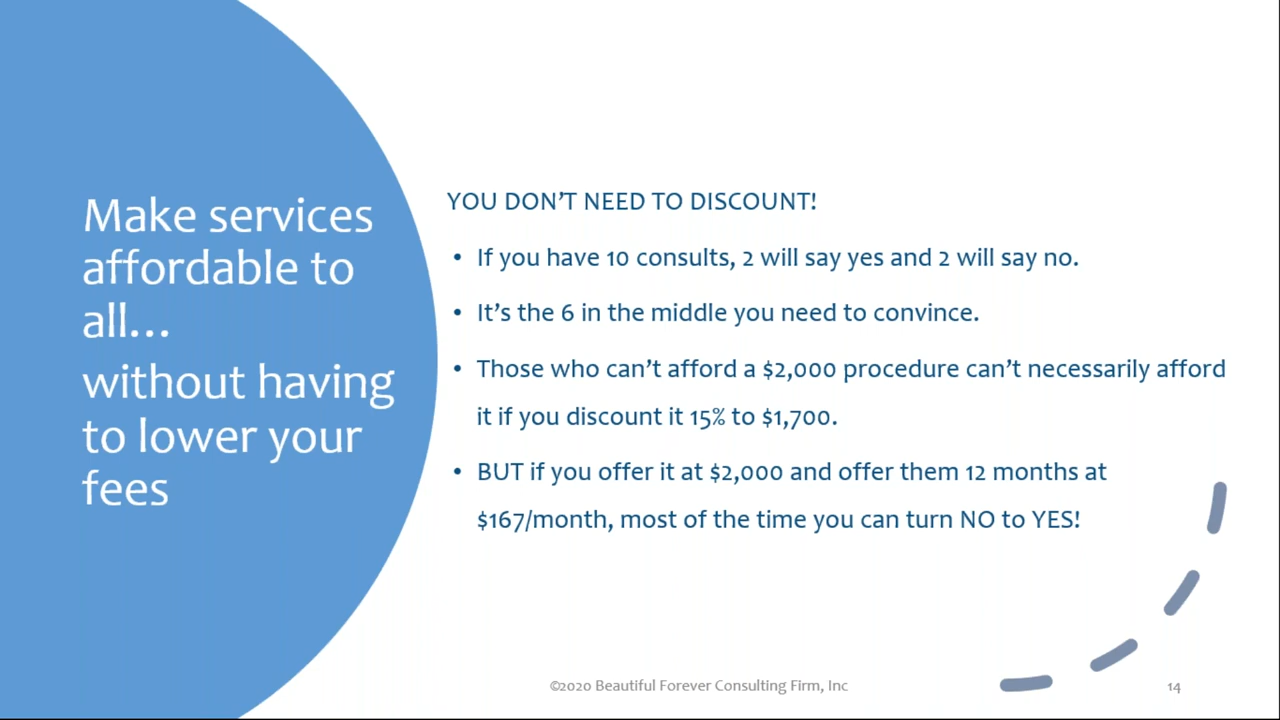 Make services
affordable to
all…
without having
to lower your
fees
YOU DON’T NEED TO DISCOUNT!
• If you have 10 consults, 2 will say yes and 2 will say no.
• It’s the 6 in the middle you need to convince.
• Those who can’t afford a $2,000 procedure can’t necessarily afford
it if you discount it 15% to $1,700.
• BUT if you offer it at $2,000 and offer them 12 months at
$167/month, most of the time you can turn NO to YES!
©2020 Beautiful Forever Consulting Firm, Inc
14